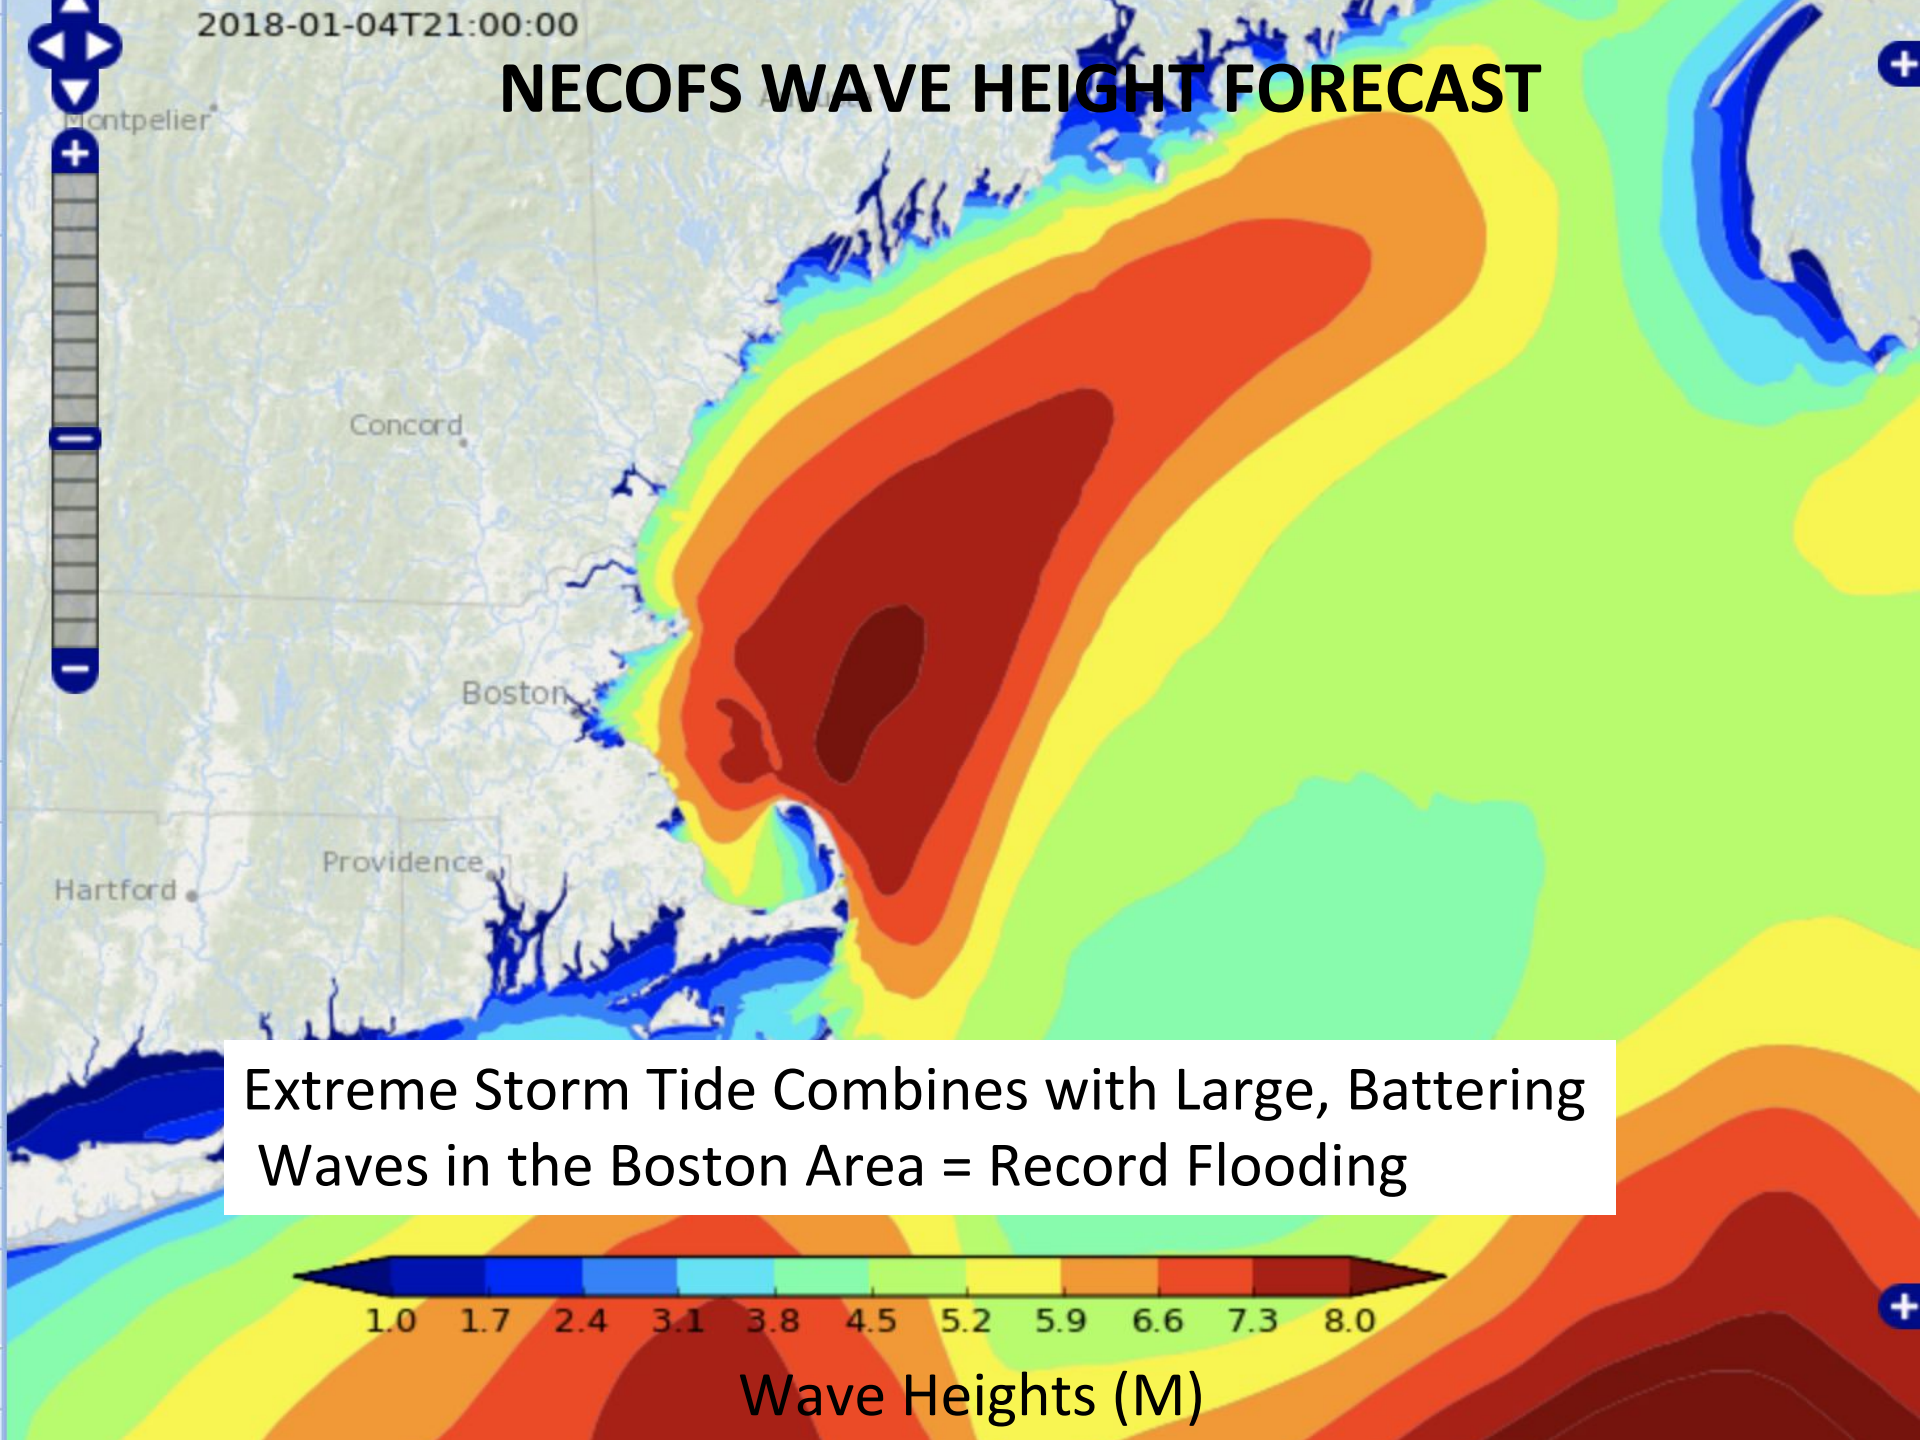 2018-01-04T21:00:00
NECOFS WAVE HEIGHT FORECAST
Montpelier
Concord
Boston
Providence
Hartford
Extreme Storm Tide Combines with Large, Battering
Waves in the Boston Area = Record Flooding
1.0 1.7 2.4 3.1 3.8 4.5 5.2 5.9 6.6 7.3 8.0
Wave Heights (M)